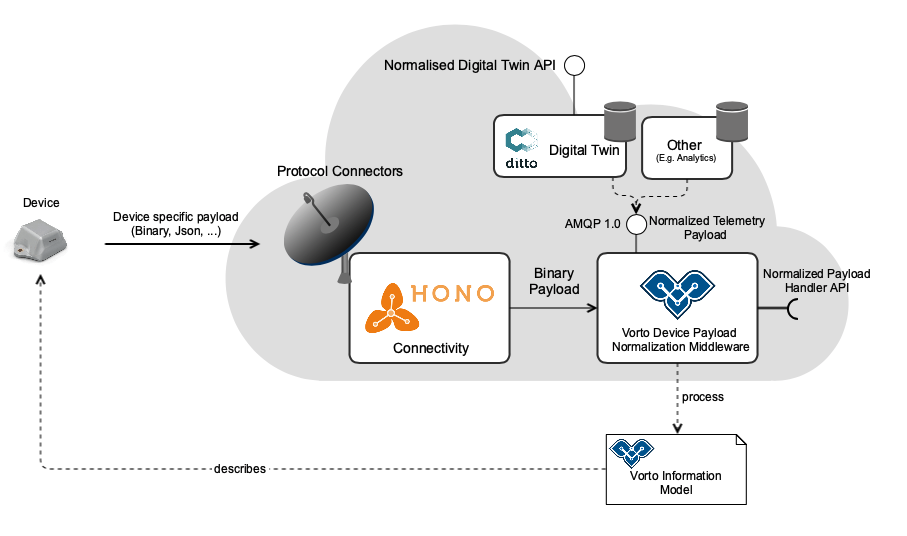 Normalised Digital Twin API
ditto
Digital Twin
Other
(E.g. Analytics)
Protocol Connectors
Device
Device specific payload
(Binary, Json, ...)
AMQP 1.0
Normalized Telemetry
Payload
HONO
Connectivity
Binary
Payload
Vorto Device Payload
Normalization Middleware
Normalized Payload
Handler API
process
describes
Vorto Information
Model